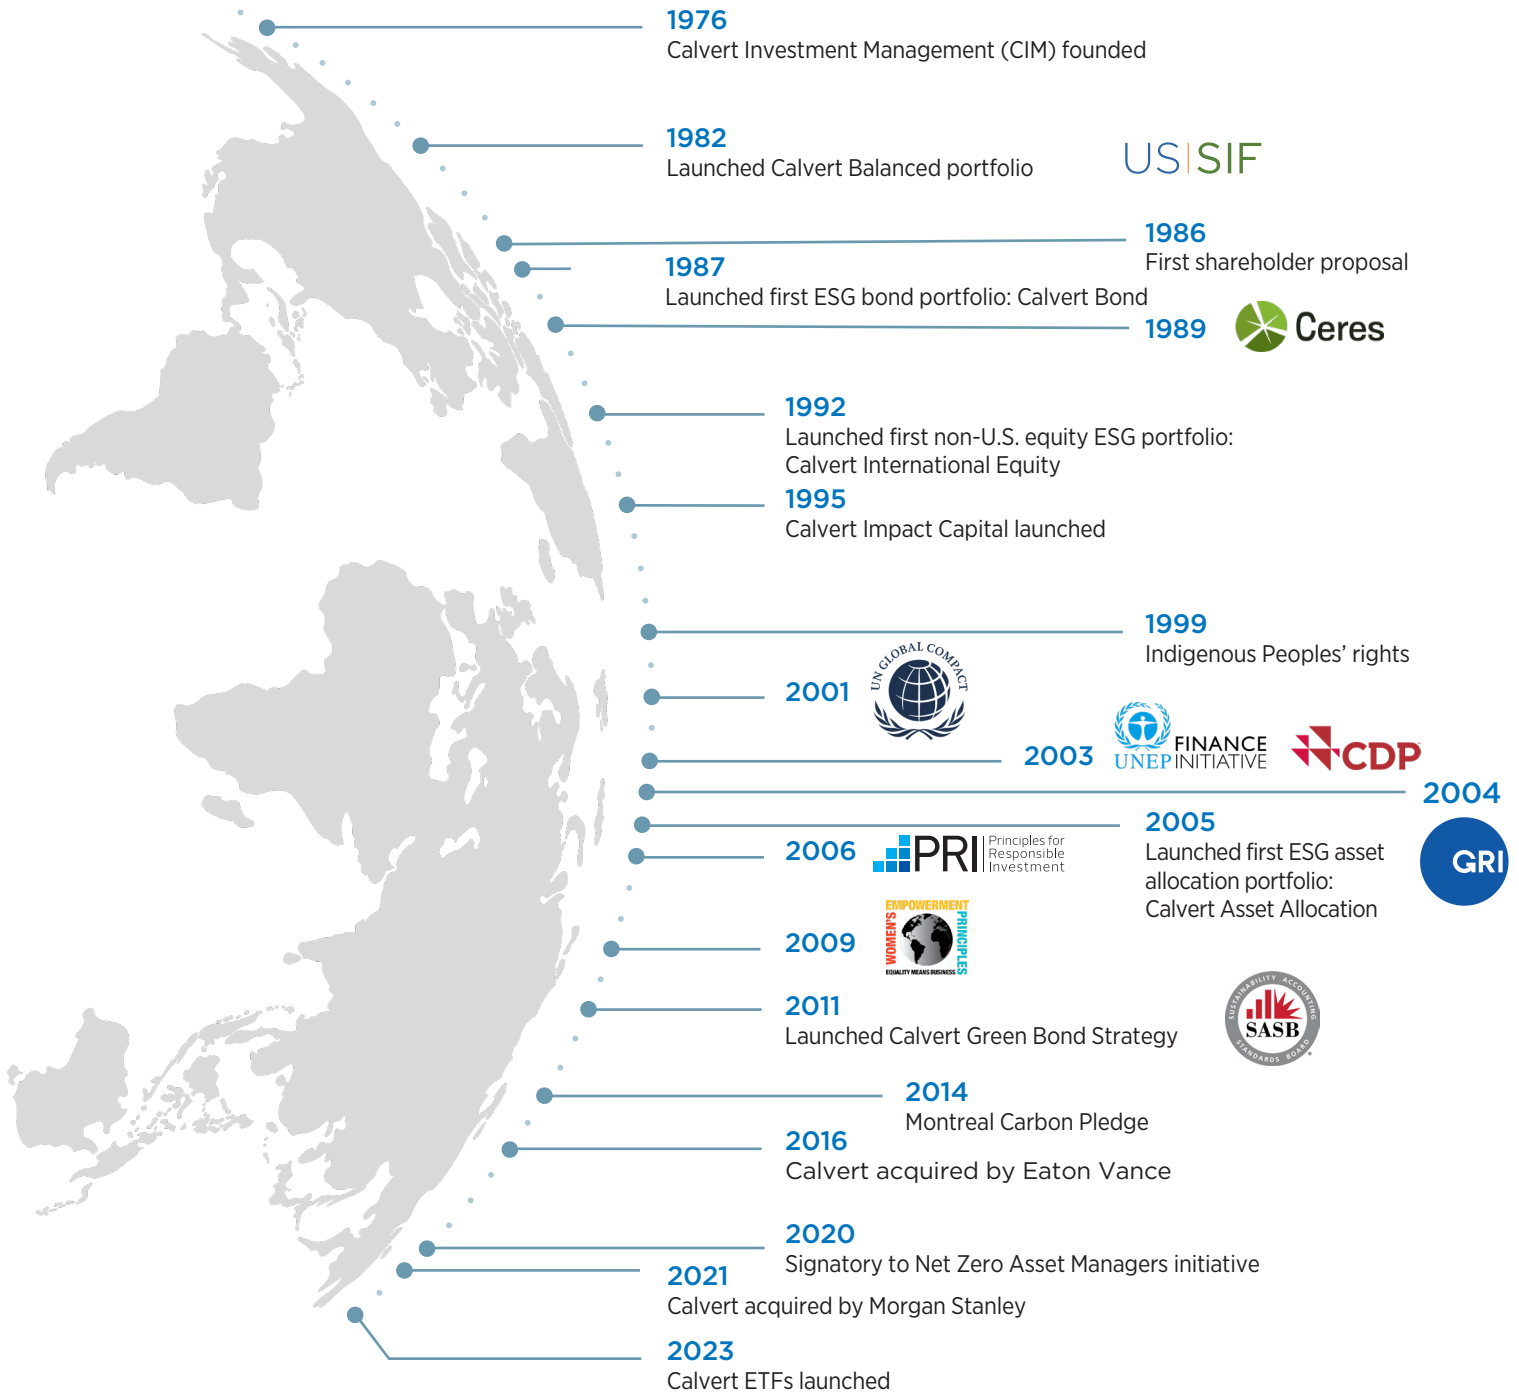 1976
Calvert Investment Management (CIM) founded
1982
Launched Calvert Balanced portfolio
US|SIF
1986
First shareholder proposal
1987
Launched first ESG bond portfolio: Calvert Bond
1989
Ceres
1992
Launched first non-U.S. equity ESG portfolio:
Calvert International Equity
1995
Calvert Impact Capital launched
1999
Indigenous Peoples’ rights
2001
UN GLOBAL COMPACT
2003
UNEP
FINANCE
INITIATIVE
CDP
2004
GRI
2005
Launched first ESG asset
allocation portfolio:
Calvert Asset Allocation
2006
PRI
Principles for
Responsible
Investment
2009
WOMEN'S
EMPOWERMENT
PRINCIPLES
EQUALITY MEANS BUSINESS
2011
Launched Calvert Green Bond Strategy
SUSTAINABILITY ACCOUNTING
SASB
STANDARDS BOARD
2014
Montreal Carbon Pledge
2016
Calvert acquired by Eaton Vance
2020
Signatory to Net Zero Asset Managers initiative
2021
Calvert acquired by Morgan Stanley
2023
Calvert ETFs launched